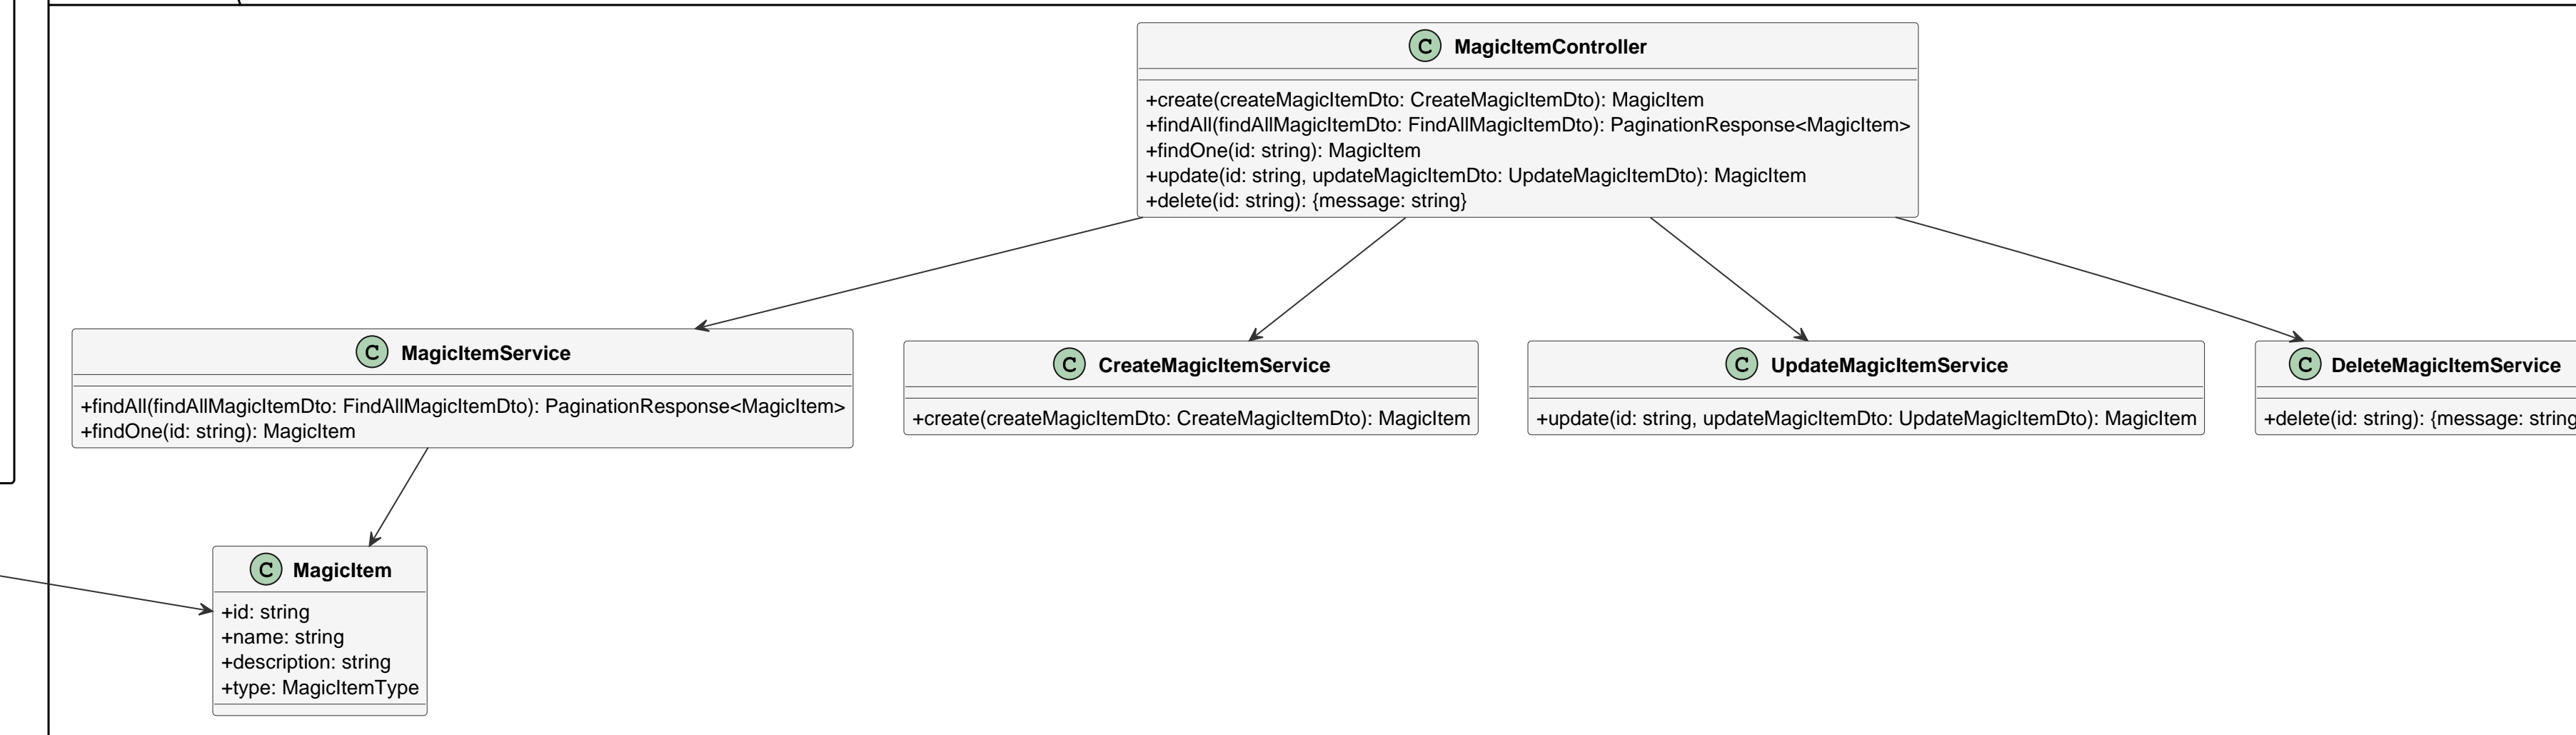 C MagicItemController
+create(createMagicItemDto: CreateMagicItemDto): MagicItem
+findAll(findAllMagicItemDto: FindAllMagicItemDto): PaginationResponse<MagicItem>
+findOne(id: string): MagicItem
+update(id: string, updateMagicItemDto: UpdateMagicItemDto): MagicItem
+delete(id: string): {message: string}
C MagicItemService
+findAll(findAllMagicItemDto: FindAllMagicItemDto): PaginationResponse<MagicItem>
+findOne(id: string): MagicItem
C CreateMagicItemService
+create(createMagicItemDto: CreateMagicItemDto): MagicItem
C UpdateMagicItemService
+update(id: string, updateMagicItemDto: UpdateMagicItemDto): MagicItem
C DeleteMagicItemService
+delete(id: string): {message: string
C MagicItem
+id: string
+name: string
+description: string
+type: MagicItemType